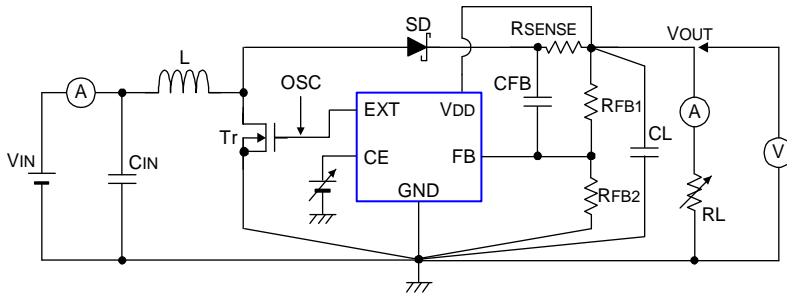 SD
RSENSE
VOUT
L
A
OSC
CFB
RFB1
EXT
VDD
A
Tr
CL
VIN
CIN
CE
FB
V
GND
RFB2
RL